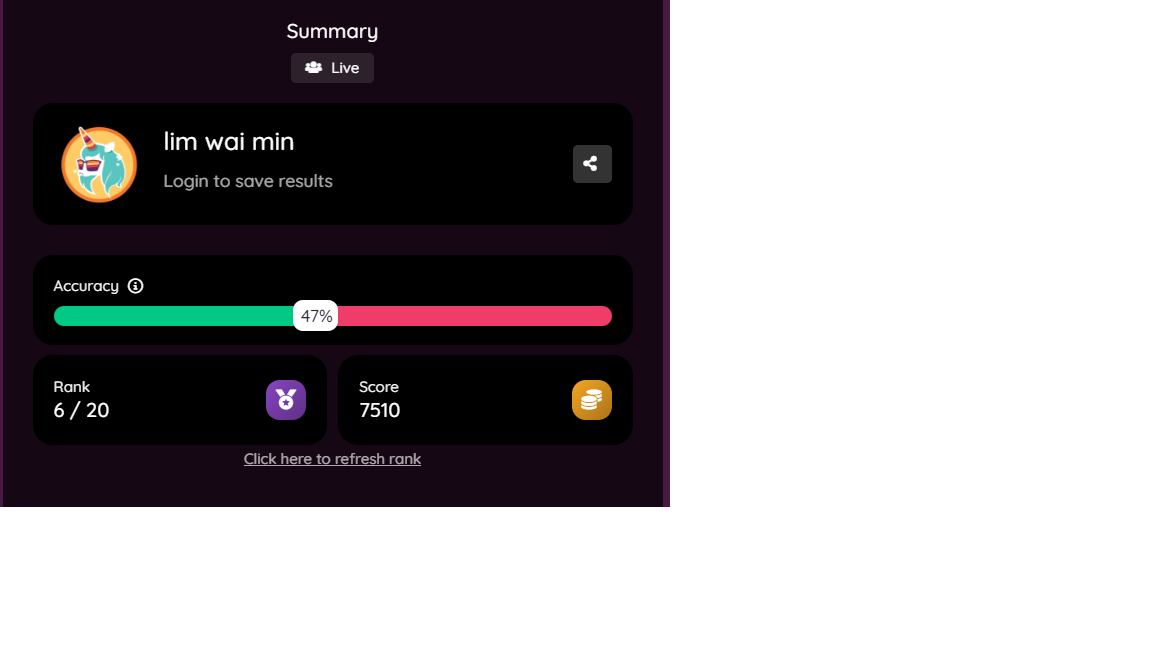 Summary
Live
lim wai min
Login to save results
Accuracy
47%
Rank
6 / 20
Score
7510
Click here to refresh rank